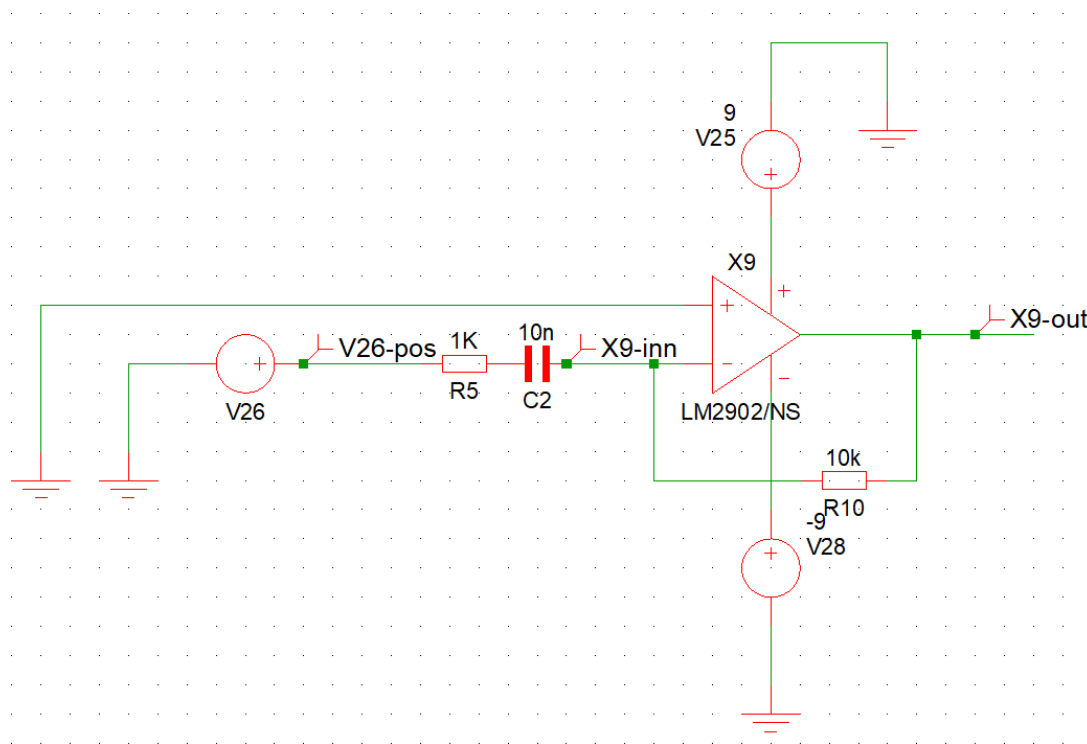 9
V25
+
X9
+
+
X9-out
10n
1K
V26-pos
X9-inn
+
-
-
R5
C2
V26
LM2902/NS
10k
R10
-9
V28
+